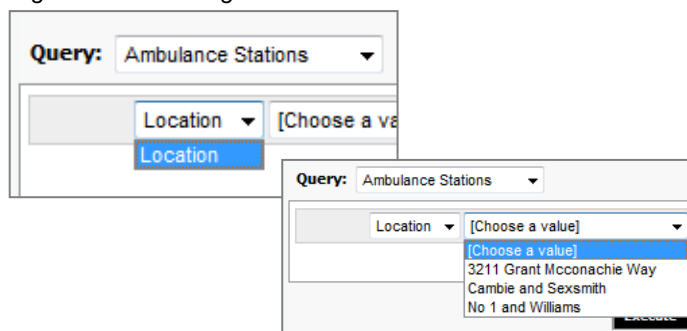 Query: Ambulance Stations
Location [Choose a va
Location
Query: Ambulance Stations
Location [Choose a value]
[Choose a value]
3211 Grant Mcconachie Way
Cambie and Sexsmith
No 1 and Williams
Execute